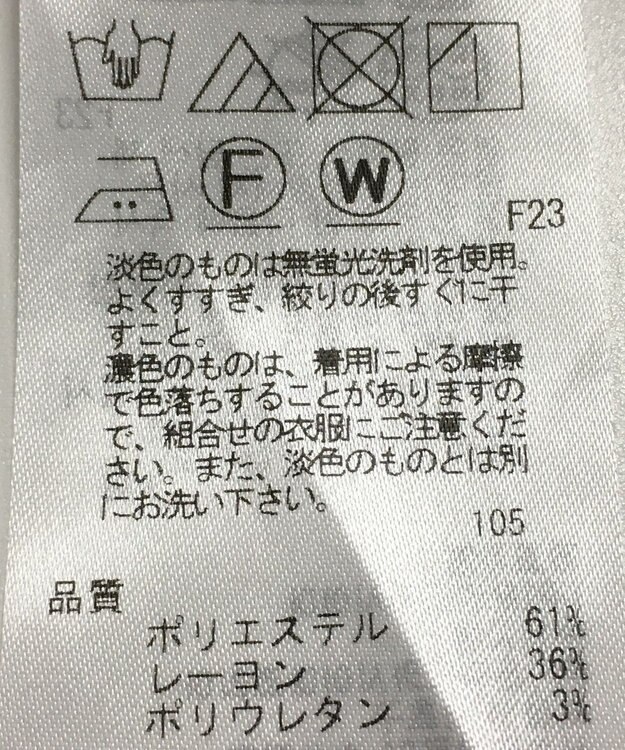 F
W
F23
淡色のものは無蛍光洗剤を使用。
よくすすぎ、絞りの後すぐに干
すこと。
濃色のものは、着用による摩擦
で色落ちすることがありますの
で、組合せの衣服にご注意くだ
さい。また、淡色のものとは別
にお洗い下さい。
105
品質
ポリエステル 61%
レーヨン 36%
ポリウレタン 3%